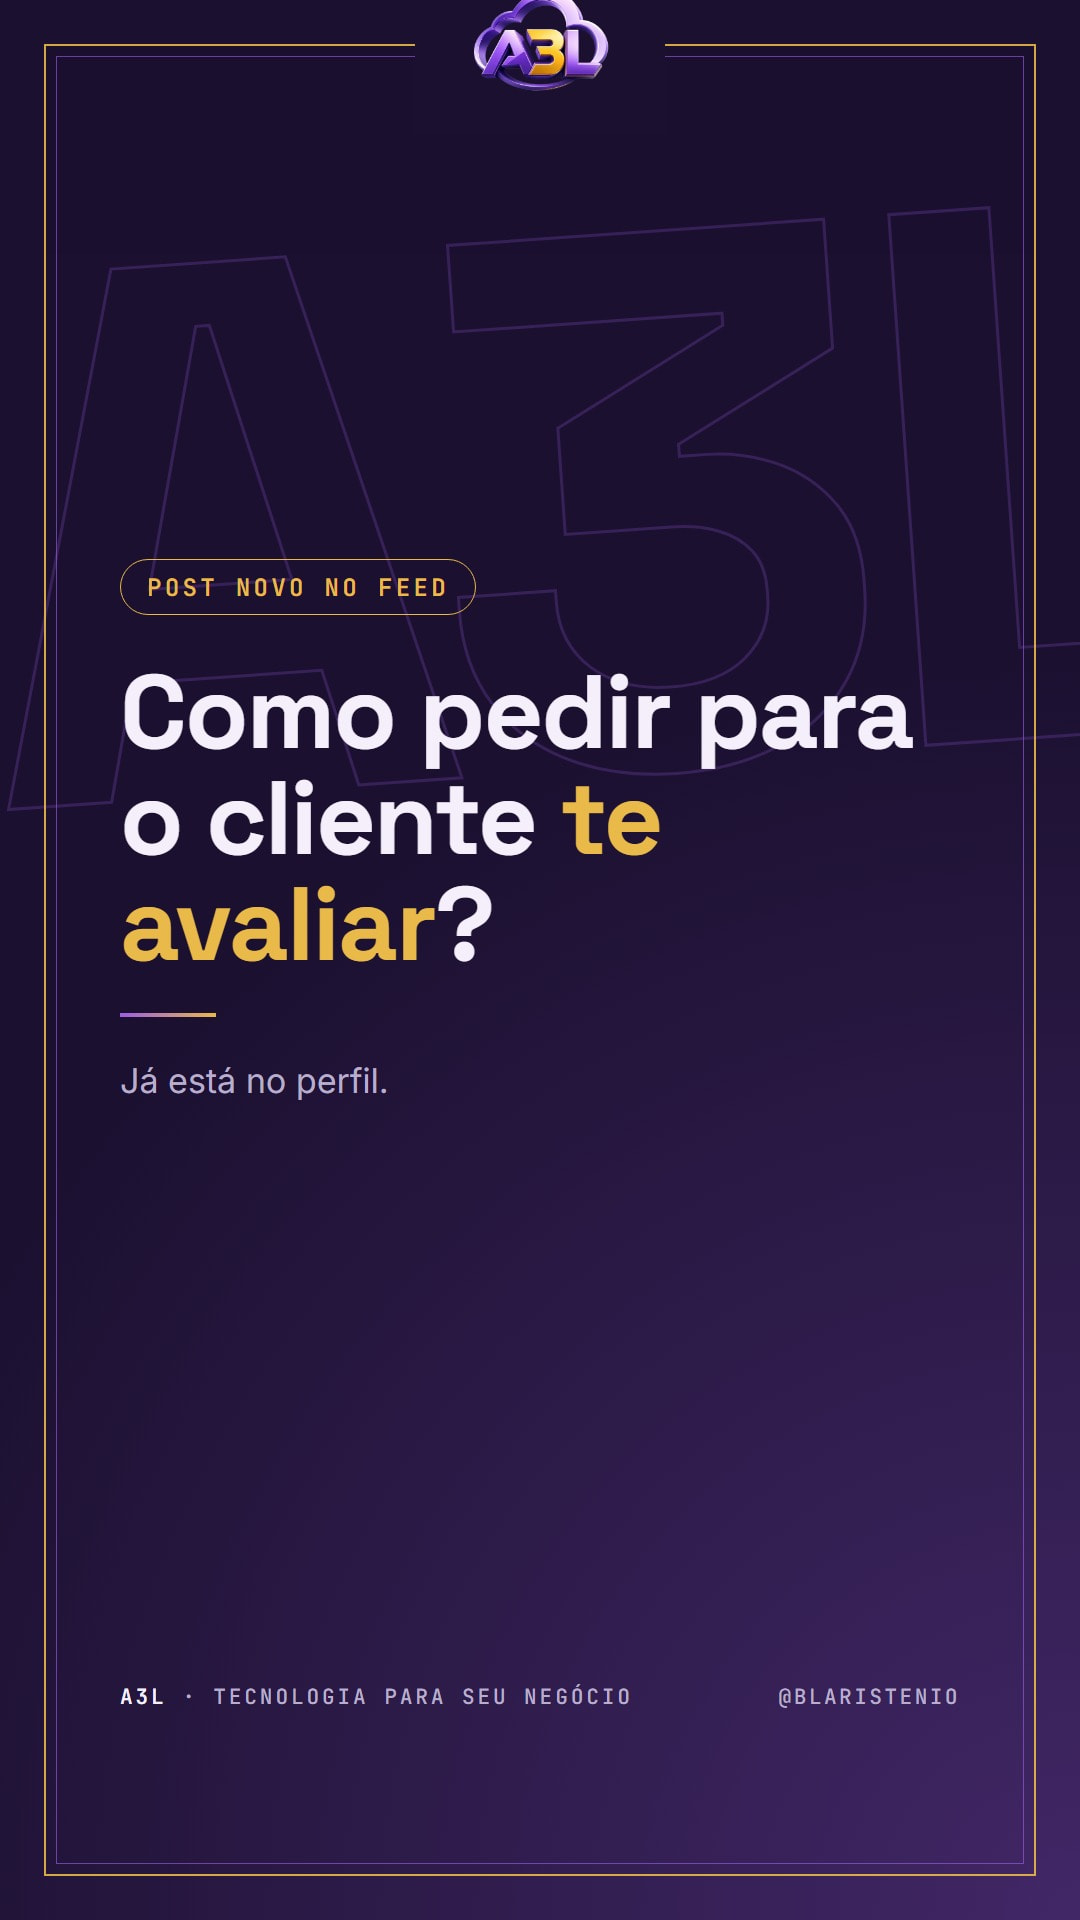 A3L
A3L
POST NOVO NO FEED
Como pedir para
o cliente te
avaliar?
Já está no perfil.
A3L · TECNOLOGIA PARA SEU NEGÓCIO @BLARISTENIO